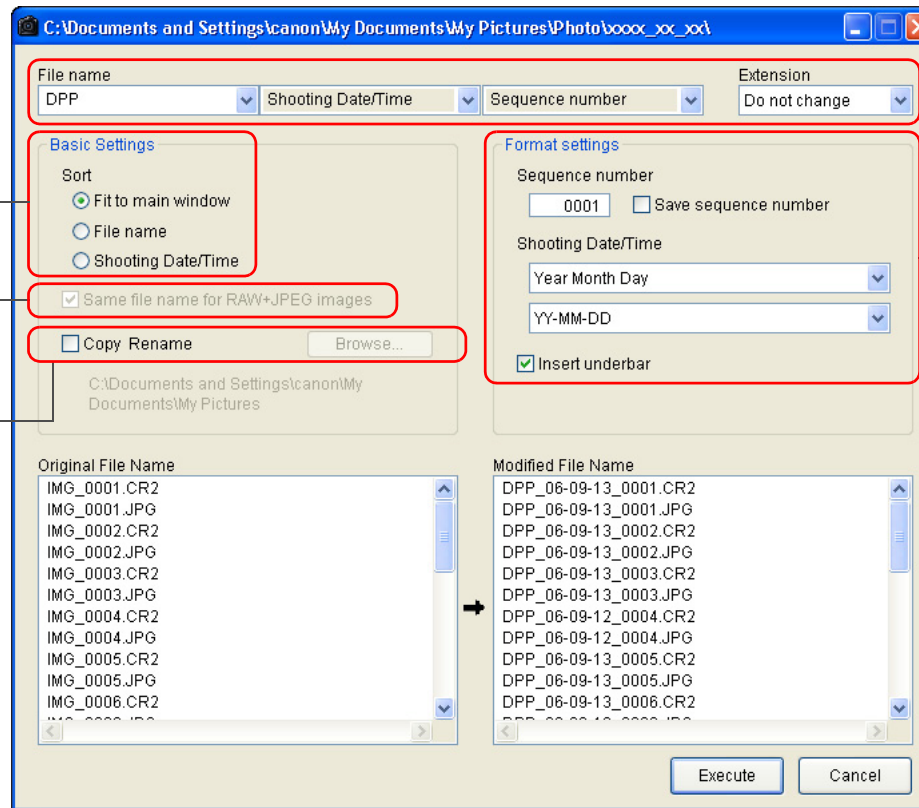 C:\Documents and Settings\canon\My Documents\My Pictures\Photo\xxxx_xx_xx\
File name
Extension
DPP
Shooting Date/Time
Sequence number
Do not change
Basic Settings
Sort
Fit to main window
File name
Shooting Date/Time
Same file name for RAW+JPEG images
Copy Rename
Browse...
C:\Documents and Settings\canon\My
Documents\My Pictures
Format settings
Sequence number
0001
Save sequence number
Shooting Date/Time
Year Month Day
YY-MM-DD
Insert underbar
Original File Name
IMG_0001.CR2
IMG_0001.JPG
IMG_0002.CR2
IMG_0002.JPG
IMG_0003.CR2
IMG_0003.JPG
IMG_0004.CR2
IMG_0004.JPG
IMG_0005.CR2
IMG_0005.JPG
IMG_0006.CR2
Modified File Name
DPP_06-09-13_0001.CR2
DPP_06-09-13_0001.JPG
DPP_06-09-13_0002.CR2
DPP_06-09-13_0002.JPG
DPP_06-09-13_0003.CR2
DPP_06-09-13_0003.JPG
DPP_06-09-12_0004.CR2
DPP_06-09-12_0004.JPG
DPP_06-09-13_0005.CR2
DPP_06-09-13_0005.JPG
DPP_06-09-13_0006.CR2
Execute
Cancel